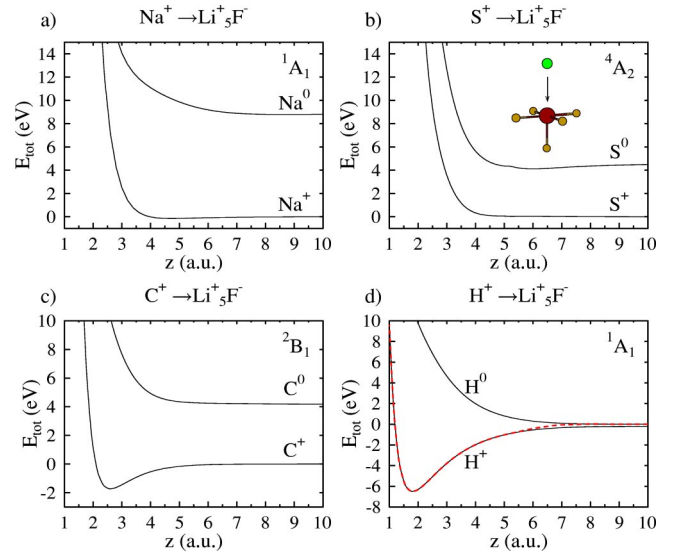 a) Na⁺→Li⁺₅F⁻
¹A₁
Na⁰
Na⁺
E_tot (eV)
16
14
12
10
8
6
4
2
0
1 2 3 4 5 6 7 8 9 10
z (a.u.)
b) S⁺→Li⁺₅F⁻
⁴A₂
S⁰
S⁺
E_tot (eV)
16
14
12
10
8
6
4
2
0
1 2 3 4 5 6 7 8 9 10
z (a.u.)
c) C⁺→Li⁺₅F⁻
²B₁
C⁰
C⁺
E_tot (eV)
10
8
6
4
2
0
-2
1 2 3 4 5 6 7 8 9 10
z (a.u.)
d) H⁺→Li⁺₅F⁻
¹A₁
H⁰
H⁺
E_tot (eV)
10
8
6
4
2
0
-2
-4
-6
-8
1 2 3 4 5 6 7 8 9 10
z (a.u.)